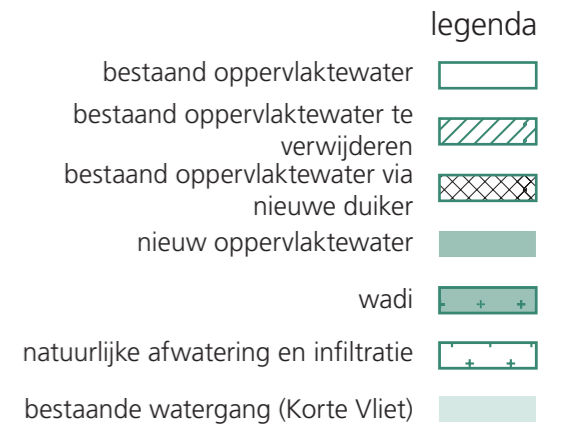 legenda
bestaand oppervlaktewater
bestaand oppervlaktewater te
verwijderen
bestaand oppervlaktewater via
nieuwe duiker
nieuw oppervlaktewater
wadi
natuurlijke afwatering en infiltratie
bestaande watergang (Korte Vliet)